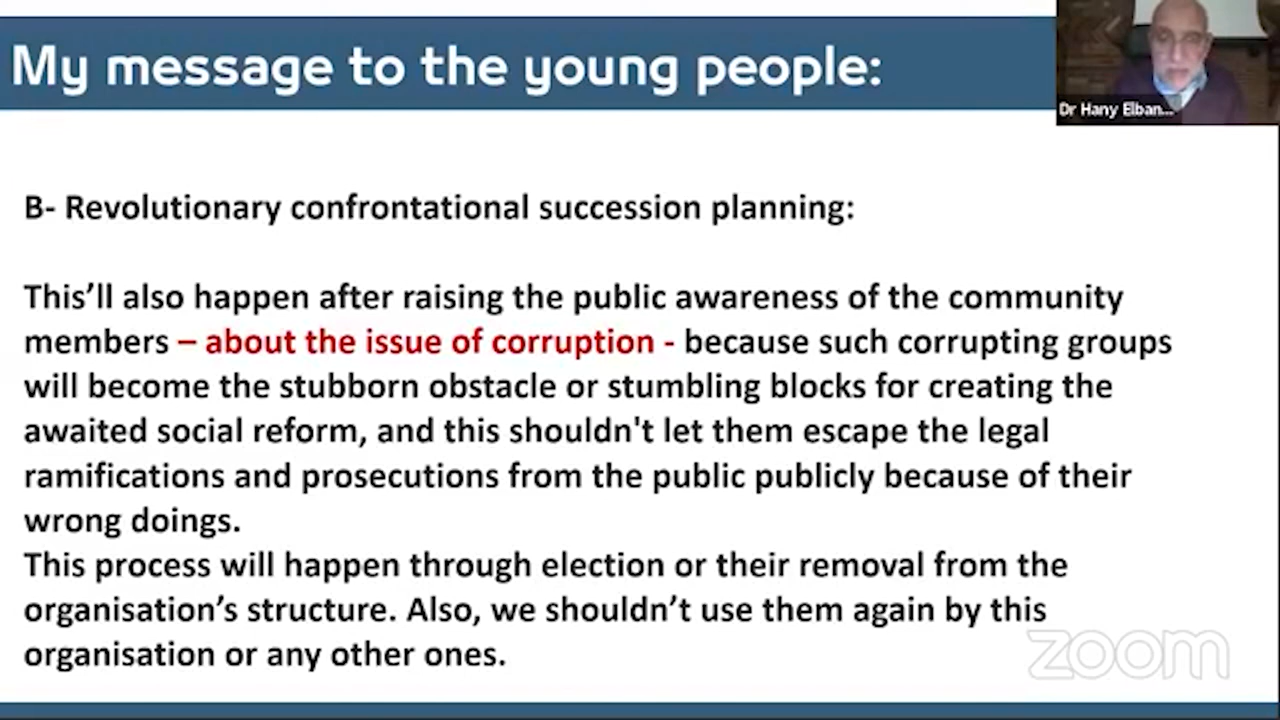 My message to the young people:
Dr Hany Elban...
B- Revolutionary confrontational succession planning:
This'll also happen after raising the public awareness of the community
members – about the issue of corruption - because such corrupting groups
will become the stubborn obstacle or stumbling blocks for creating the
awaited social reform, and this shouldn't let them escape the legal
ramifications and prosecutions from the public publicly because of their
wrong doings.
This process will happen through election or their removal from the
organisation's structure. Also, we shouldn't use them again by this
organisation or any other ones.
zoom